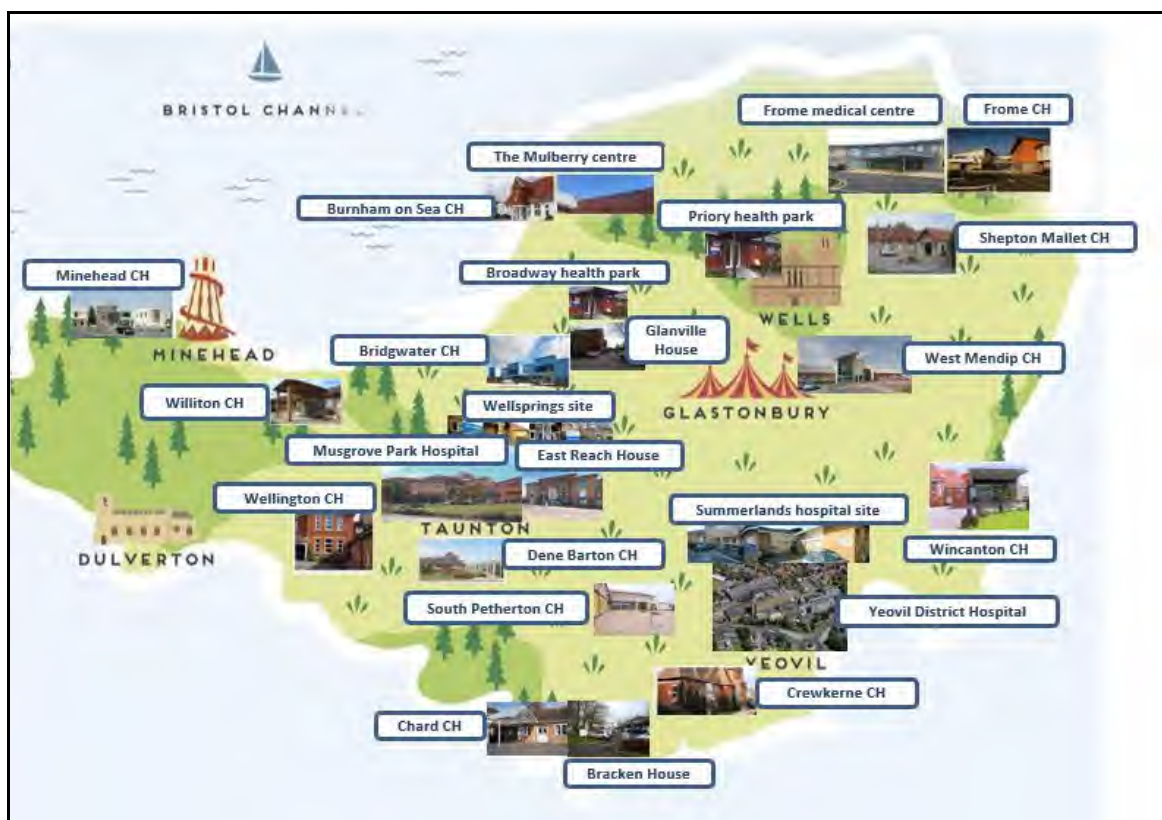 BRISTOL CHANNEL
Frome medical centre
Frome CH
The Mulberry centre
Burnham on Sea CH
Priory health park
Shepton Mallet CH
Minehead CH
Broadway health park
WELLS
MINEHEAD
Bridgwater CH
Glanville
House
West Mendip CH
Williton CH
Wellsprings site
GLASTONBURY
Musgrove Park Hospital
East Reach House
Wellington CH
TAUNTON
Summerlands hospital site
DULVERTON
Dene Barton CH
Wincanton CH
South Petherton CH
Yeovil District Hospital
YEOVIL
Crewkerne CH
Chard CH
Bracken House